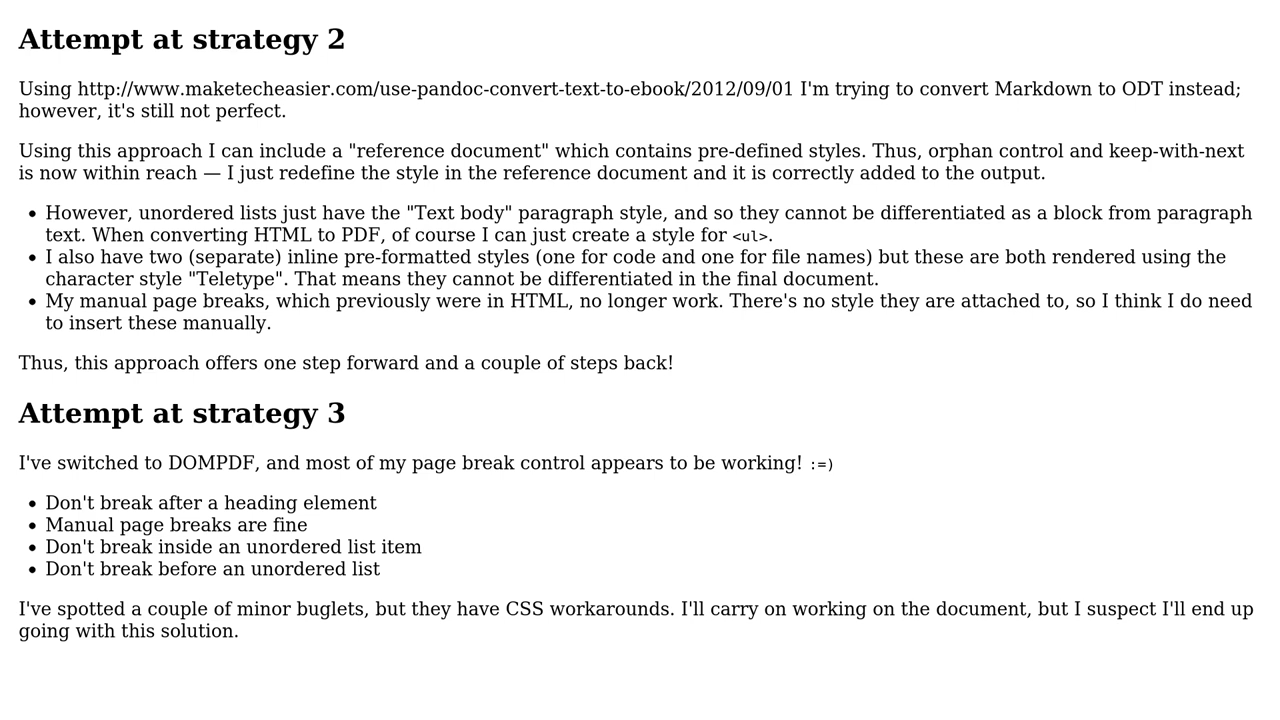 Attempt at strategy 2
Using http://www.maketecheasier.com/use-pandoc-convert-text-to-ebook/2012/09/01 I'm trying to convert Markdown to ODT instead;
however, it's still not perfect.
Using this approach I can include a "reference document" which contains pre-defined styles. Thus, orphan control and keep-with-next
is now within reach — I just redefine the style in the reference document and it is correctly added to the output.
• However, unordered lists just have the "Text body" paragraph style, and so they cannot be differentiated as a block from paragraph
text. When converting HTML to PDF, of course I can just create a style for <ul>.
• I also have two (separate) inline pre-formatted styles (one for code and one for file names) but these are both rendered using the
character style "Teletype". That means they cannot be differentiated in the final document.
• My manual page breaks, which previously were in HTML, no longer work. There's no style they are attached to, so I think I do need
to insert these manually.
Thus, this approach offers one step forward and a couple of steps back!
Attempt at strategy 3
I've switched to DOMPDF, and most of my page break control appears to be working! :=)
• Don't break after a heading element
• Manual page breaks are fine
• Don't break inside an unordered list item
• Don't break before an unordered list
I've spotted a couple of minor buglets, but they have CSS workarounds. I'll carry on working on the document, but I suspect I'll end up
going with this solution.